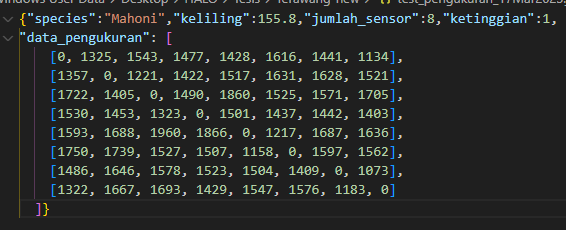 Windows User Data > Desktop > HALO > Tesis > Terawang-new > test_pengukuran_17Mar2025.
{"species":"Mahoni","keliling":155.8,"jumlah_sensor":8,"ketinggian":1,
"data_pengukuran": [
[0, 1325, 1543, 1477, 1428, 1616, 1441, 1134],
[1357, 0, 1221, 1422, 1517, 1631, 1628, 1521],
[1722, 1405, 0, 1490, 1860, 1525, 1571, 1705],
[1530, 1453, 1323, 0, 1501, 1437, 1442, 1403],
[1593, 1688, 1960, 1866, 0, 1217, 1687, 1636],
[1750, 1739, 1527, 1507, 1158, 0, 1597, 1562],
[1486, 1646, 1578, 1523, 1504, 1409, 0, 1073],
[1322, 1667, 1693, 1429, 1547, 1576, 1183, 0]
]}